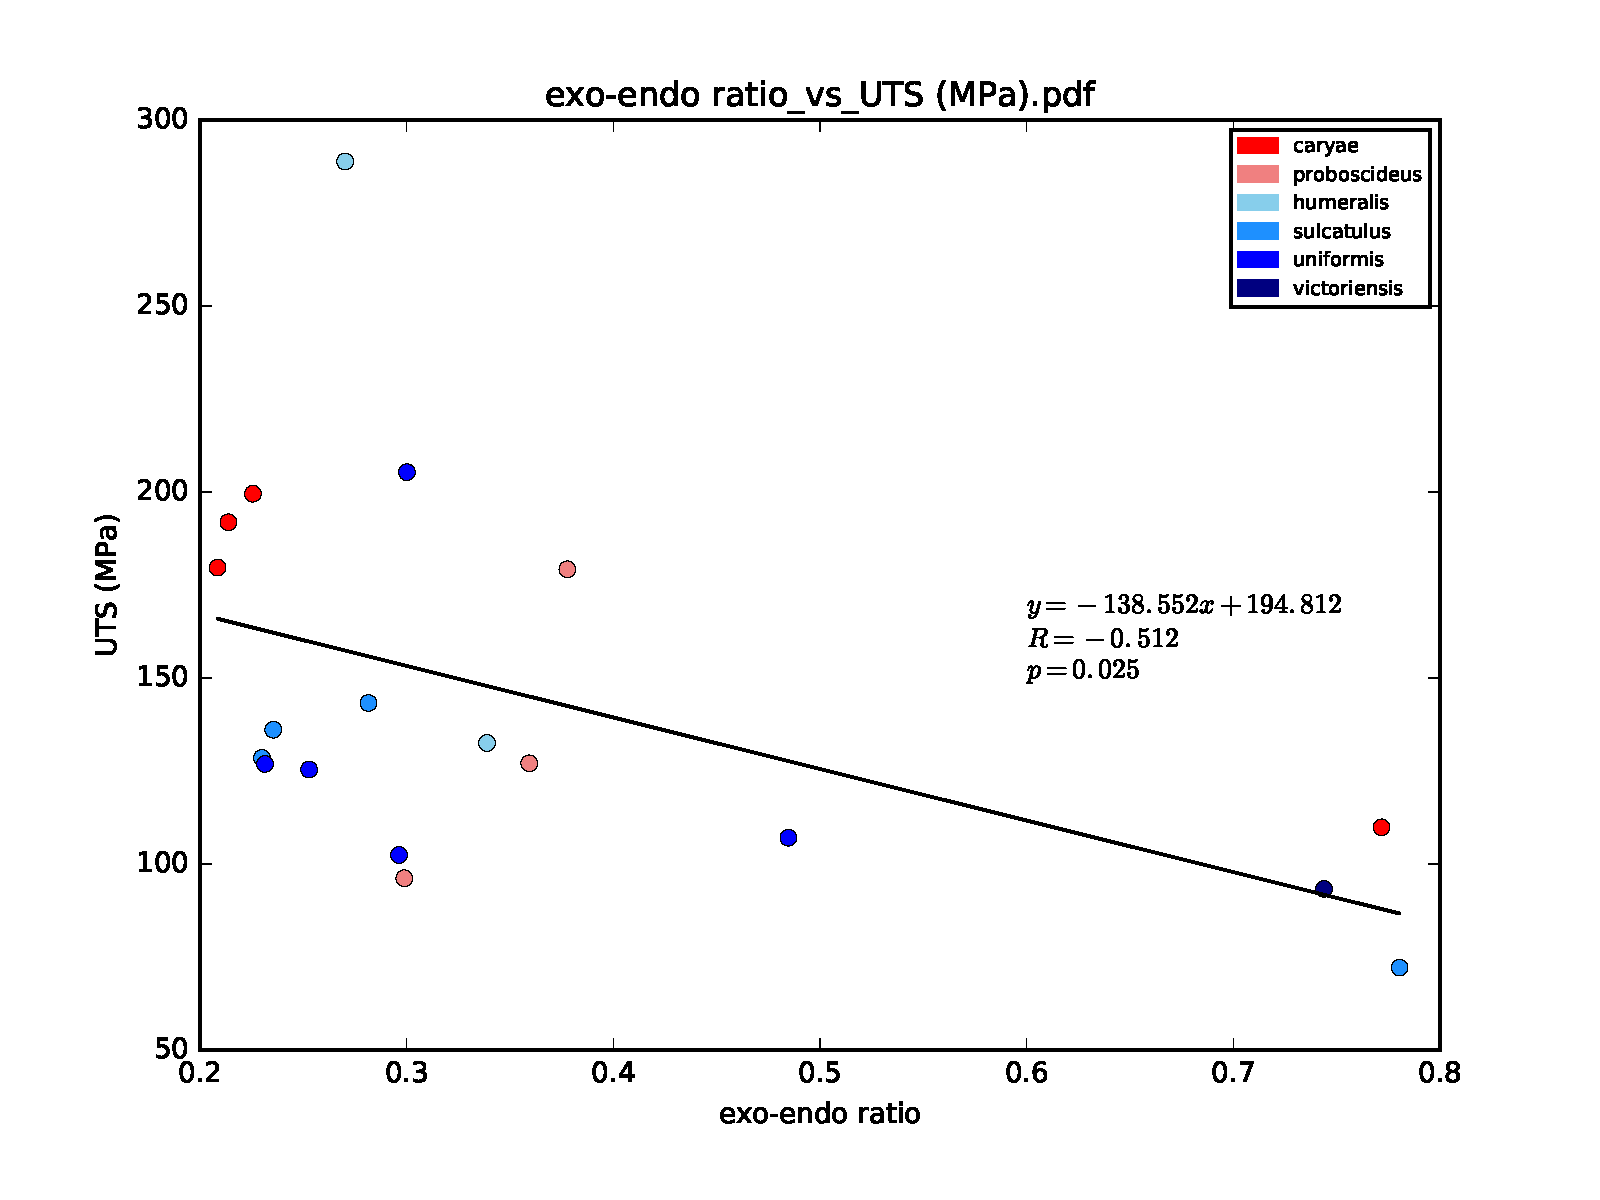 exo-endo ratio_vs_UTS (MPa).pdf
300
250
200
150
100
50
UTS (MPa)
caryae
proboscideus
humeralis
sulcatulus
uniformis
victoriensis
y = −138.552x + 194.812
R = −0.512
p = 0.025
0.2 0.3 0.4 0.5 0.6 0.7 0.8
exo-endo ratio